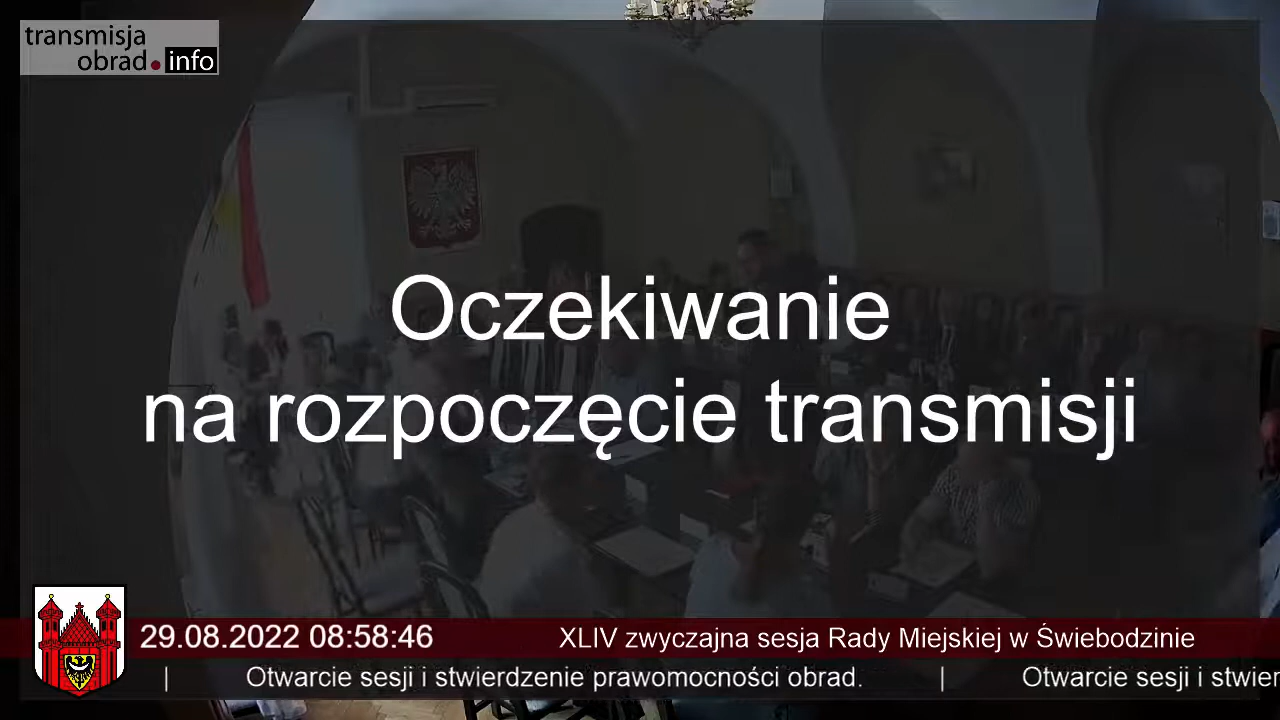 transmisja
obrad.info
Oczekiwanie
na rozpoczęcie transmisji
29.08.2022 08:58:46
XLIV zwyczajna sesja Rady Miejskiej w Świebodzinie
| Otwarcie sesji i stwierdzenie prawomocności obrad. | Otwarcie sesji i stwier